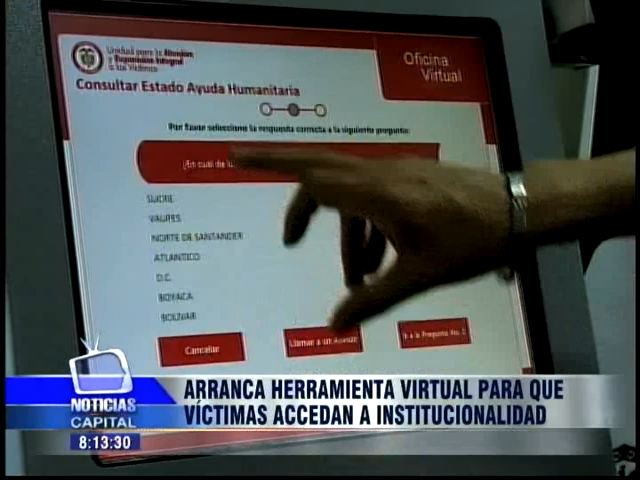 Unidad para la Atención
y Reparación Integral
a las Víctimas
Oficina
Virtual
Consultar Estado Ayuda Humanitaria
Por favor seleccione la respuesta correcta a la siguiente pregunta:
¿En cual de
SUCRE
VAUPES
NORTE DE SANTANDER
ATLANTICO
D.C.
BOYACA
BOLIVAR
Cancelar
Llamar a un
Ir a la Pregunta No. 2
ARRANCA HERRAMIENTA VIRTUAL PARA QUE
VÍCTIMAS ACCEDAN A INSTITUCIONALIDAD
NOTICIAS
CAPITAL
8:13:30